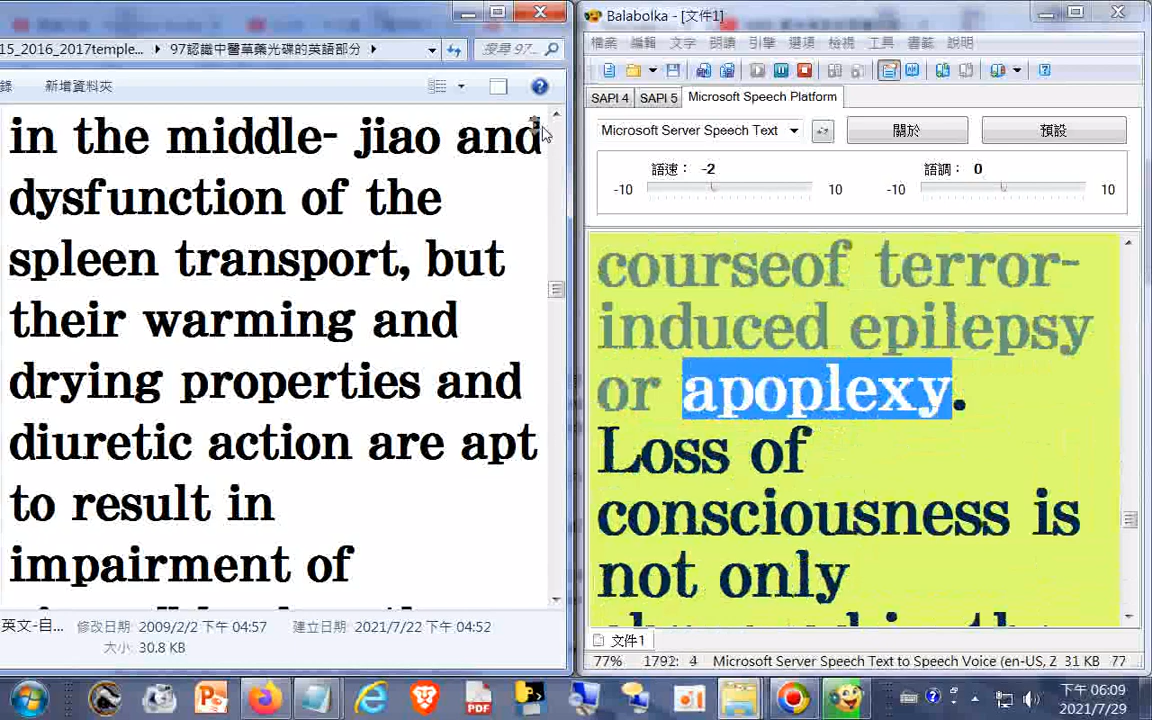 15_2016_2017temple...
97認識中醫草藥光碟的英語部分
搜尋 97...
錄
新增資料夾
in the middle- jiao and
dysfunction of the
spleen transport, but
their warming and
drying properties and
diuretic action are apt
to result in
impairment of
英文-自...
修改日期: 2009/2/2 下午 04:57
建立日期: 2021/7/22 下午 04:52
大小: 30.8 KB
Balabolka - [文件1]
檔案 編輯 文字 朗讀 引擎 選項 檢視 工具 書籤 說明
SAPI 4
SAPI 5
Microsoft Speech Platform
Microsoft Server Speech Text
關於
預設
語速: -2
語調: 0
-10
10
-10
10
courseof terror-
induced epilepsy
or apoplexy.
Loss of
consciousness is
not only
文件1
77%
1792: 4
Microsoft Server Speech Text to Speech Voice (en-US, Z
31 KB
77
PDF
下午 06:09
2021/7/29